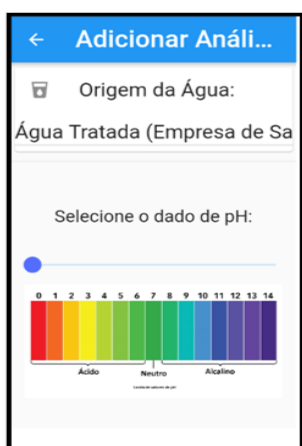 Adicionar Análi...
Origem da Água:
Água Tratada (Empresa de Sa
Selecione o dado de pH:
0 1 2 3 4 5 6 7 8 9 10 11 12 13 14
Ácido Neutro Alcalino